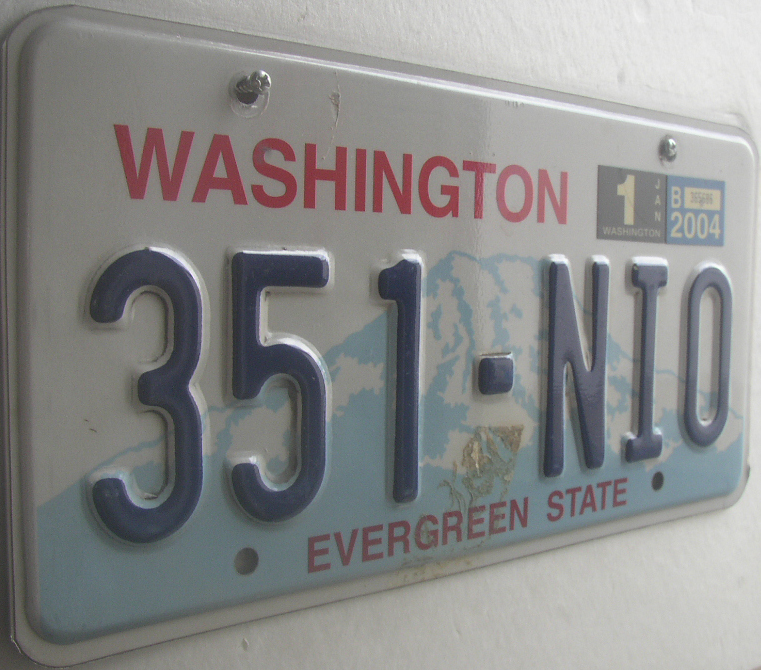 WASHINGTON
1 JAN
WASHINGTON
B
2004
351-NIO
EVERGREEN STATE